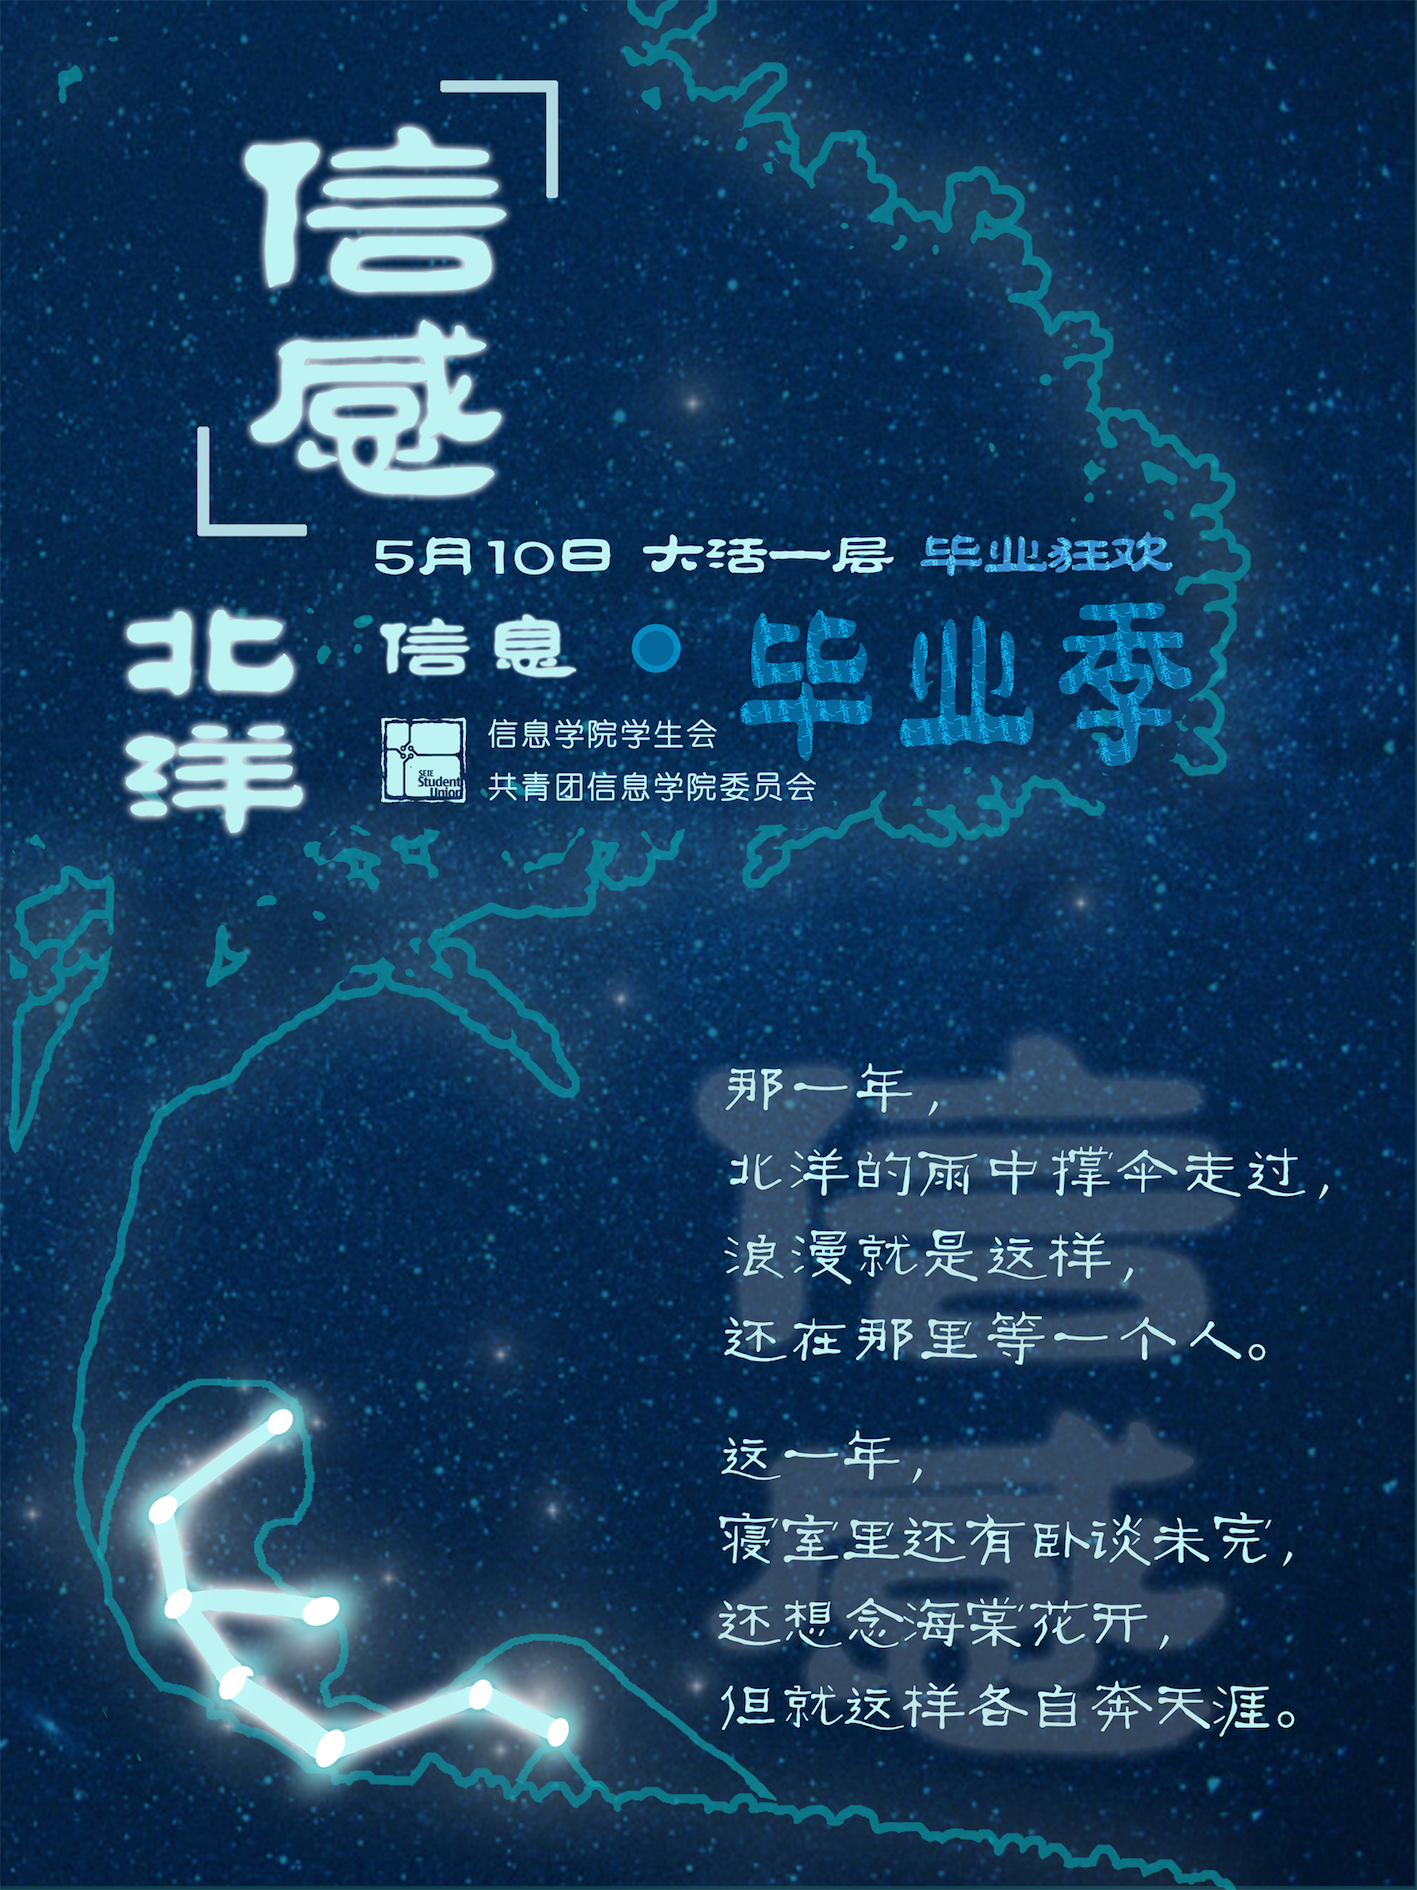 信感
5月10日 大活一层 毕业狂欢
北洋
信息 • 毕业季
SEIE
Student
Union
信息学院学生会
共青团信息学院委员会
信感
那一年，
北洋的雨中撑伞走过，
浪漫就是这样，
还在那里等一个人。
这一年，
寝室里还有卧谈未完，
还想念海棠花开，
但就这样各自奔天涯。